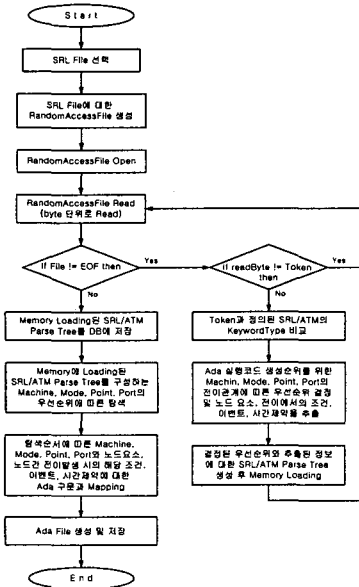 Start
SRL File 선택
SRL File에 대한
RandomAccessFile 생성
RandomAccessFile Open
RandomAccessFile Read
(byte 단위로 Read)
If File != EOF then
Yes
If readByte != Token
then
Yes
No
No
Memory Loading된 SRL/ATM
Parse Tree를 DB에 저장
Memory에 Loading된
SRL/ATM Parse Tree를 구성하는
Machine, Mode, Point, Port의
우선순위에 따른 탐색
탐색순서에 따른 Machine,
Mode, Point, Port와 노드요소,
노드간 전이발생 시의 해당 조건,
이벤트, 시간제약에 대한
Ada 구문과 Mapping
Ada File 생성 및 저장
End
Token과 정의된 SRL/ATM의
KeywordType 비교
Ada 실행코드 생성순위를 위한
Machin, Mode, Point, Port의
전이관계에 따른 우선순위 결정
및 노드 요소, 전이에서의 조건,
이벤트, 시간제약을 추출
결정된 우선순위와 추출된 정보
에 대한 SRL/ATM Parse Tree
생성 후 Memory Loading